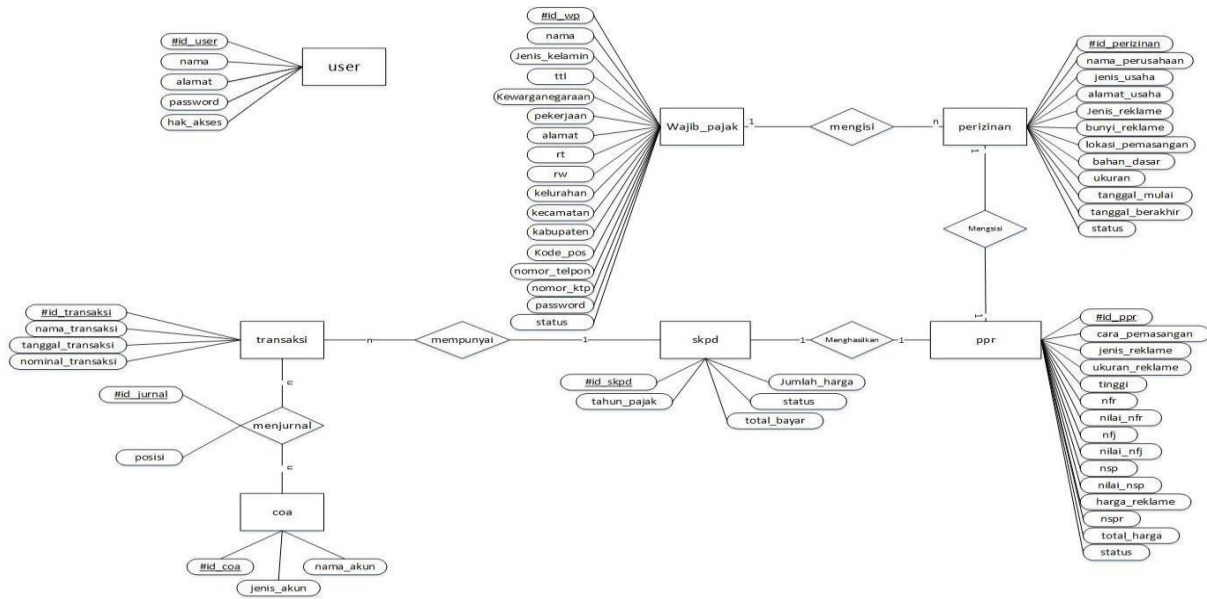 #id_user
nama
alamat
password
hak_akses
user
#id_wp
nama
Jenis_kelamin
ttl
Kewarganegaraan
pekerjaan
alamat
rt
rw
kelurahan
kecamatan
kabupaten
Kode_pos
nomor_telpon
nomor_ktp
password
status
Wajib_pajak
1
mengisi
n
perizinan
#id_perizinan
nama_perusahaan
jenis_usaha
alamat_usaha
Jenis_reklame
bunyi_reklame
lokasi_pemasangan
bahan_dasar
ukuran
tanggal_mulai
tanggal_berakhir
status
1
Mengsisi
1
#id_transaksi
nama_transaksi
tanggal_transaksi
nominal_transaksi
transaksi
n
mempunyai
1
skpd
1
Menghasilkan
1
ppr
#id_skpd
tahun_pajak
total_bayar
status
Jumlah_harga
#id_ppr
cara_pemasangan
jenis_reklame
ukuran_reklame
tinggi
nfr
nilai_nfr
nfj
nilai_nfj
nsp
nilai_nsp
harga_reklame
nspr
total_harga
status
n
#id_jurnal
menjurnal
posisi
n
coa
#id_coa
jenis_akun
nama_akun